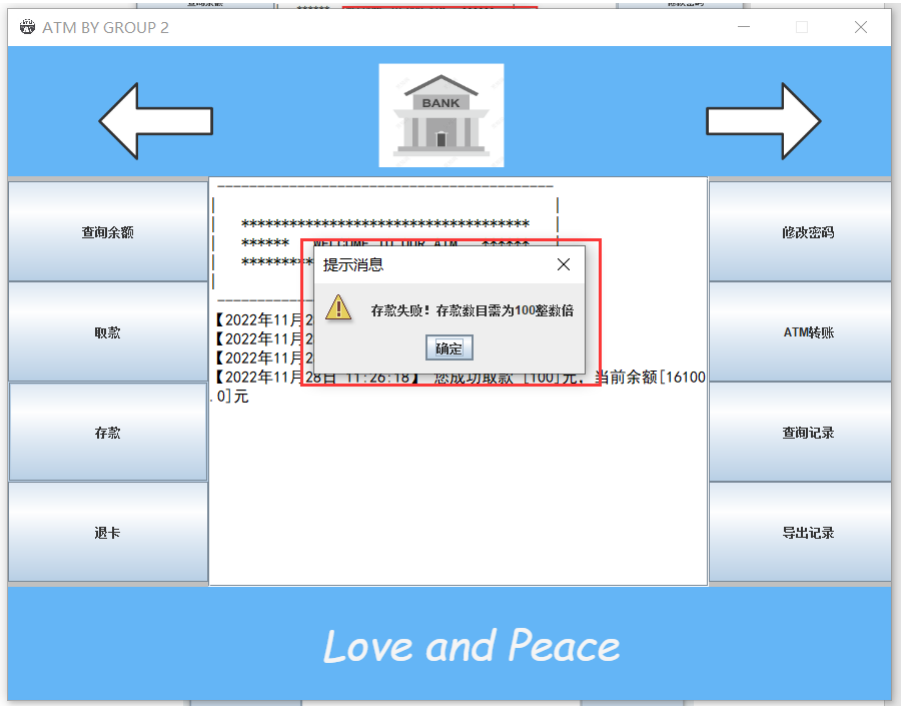 ATM BY GROUP 2
BANK
查询余额
取款
存款
退卡
************************************
****** WELCOME TO OUR ATM ******
【2022年11月2
【2022年11月2
【2022年11月2
【2022年11月28日 11:26:18】 您成功取款 [100]元, 当前余额[16100
.0]元
提示消息
存款失败！存款数目需为100整数倍
确定
修改密码
ATM转账
查询记录
导出记录
Love and Peace